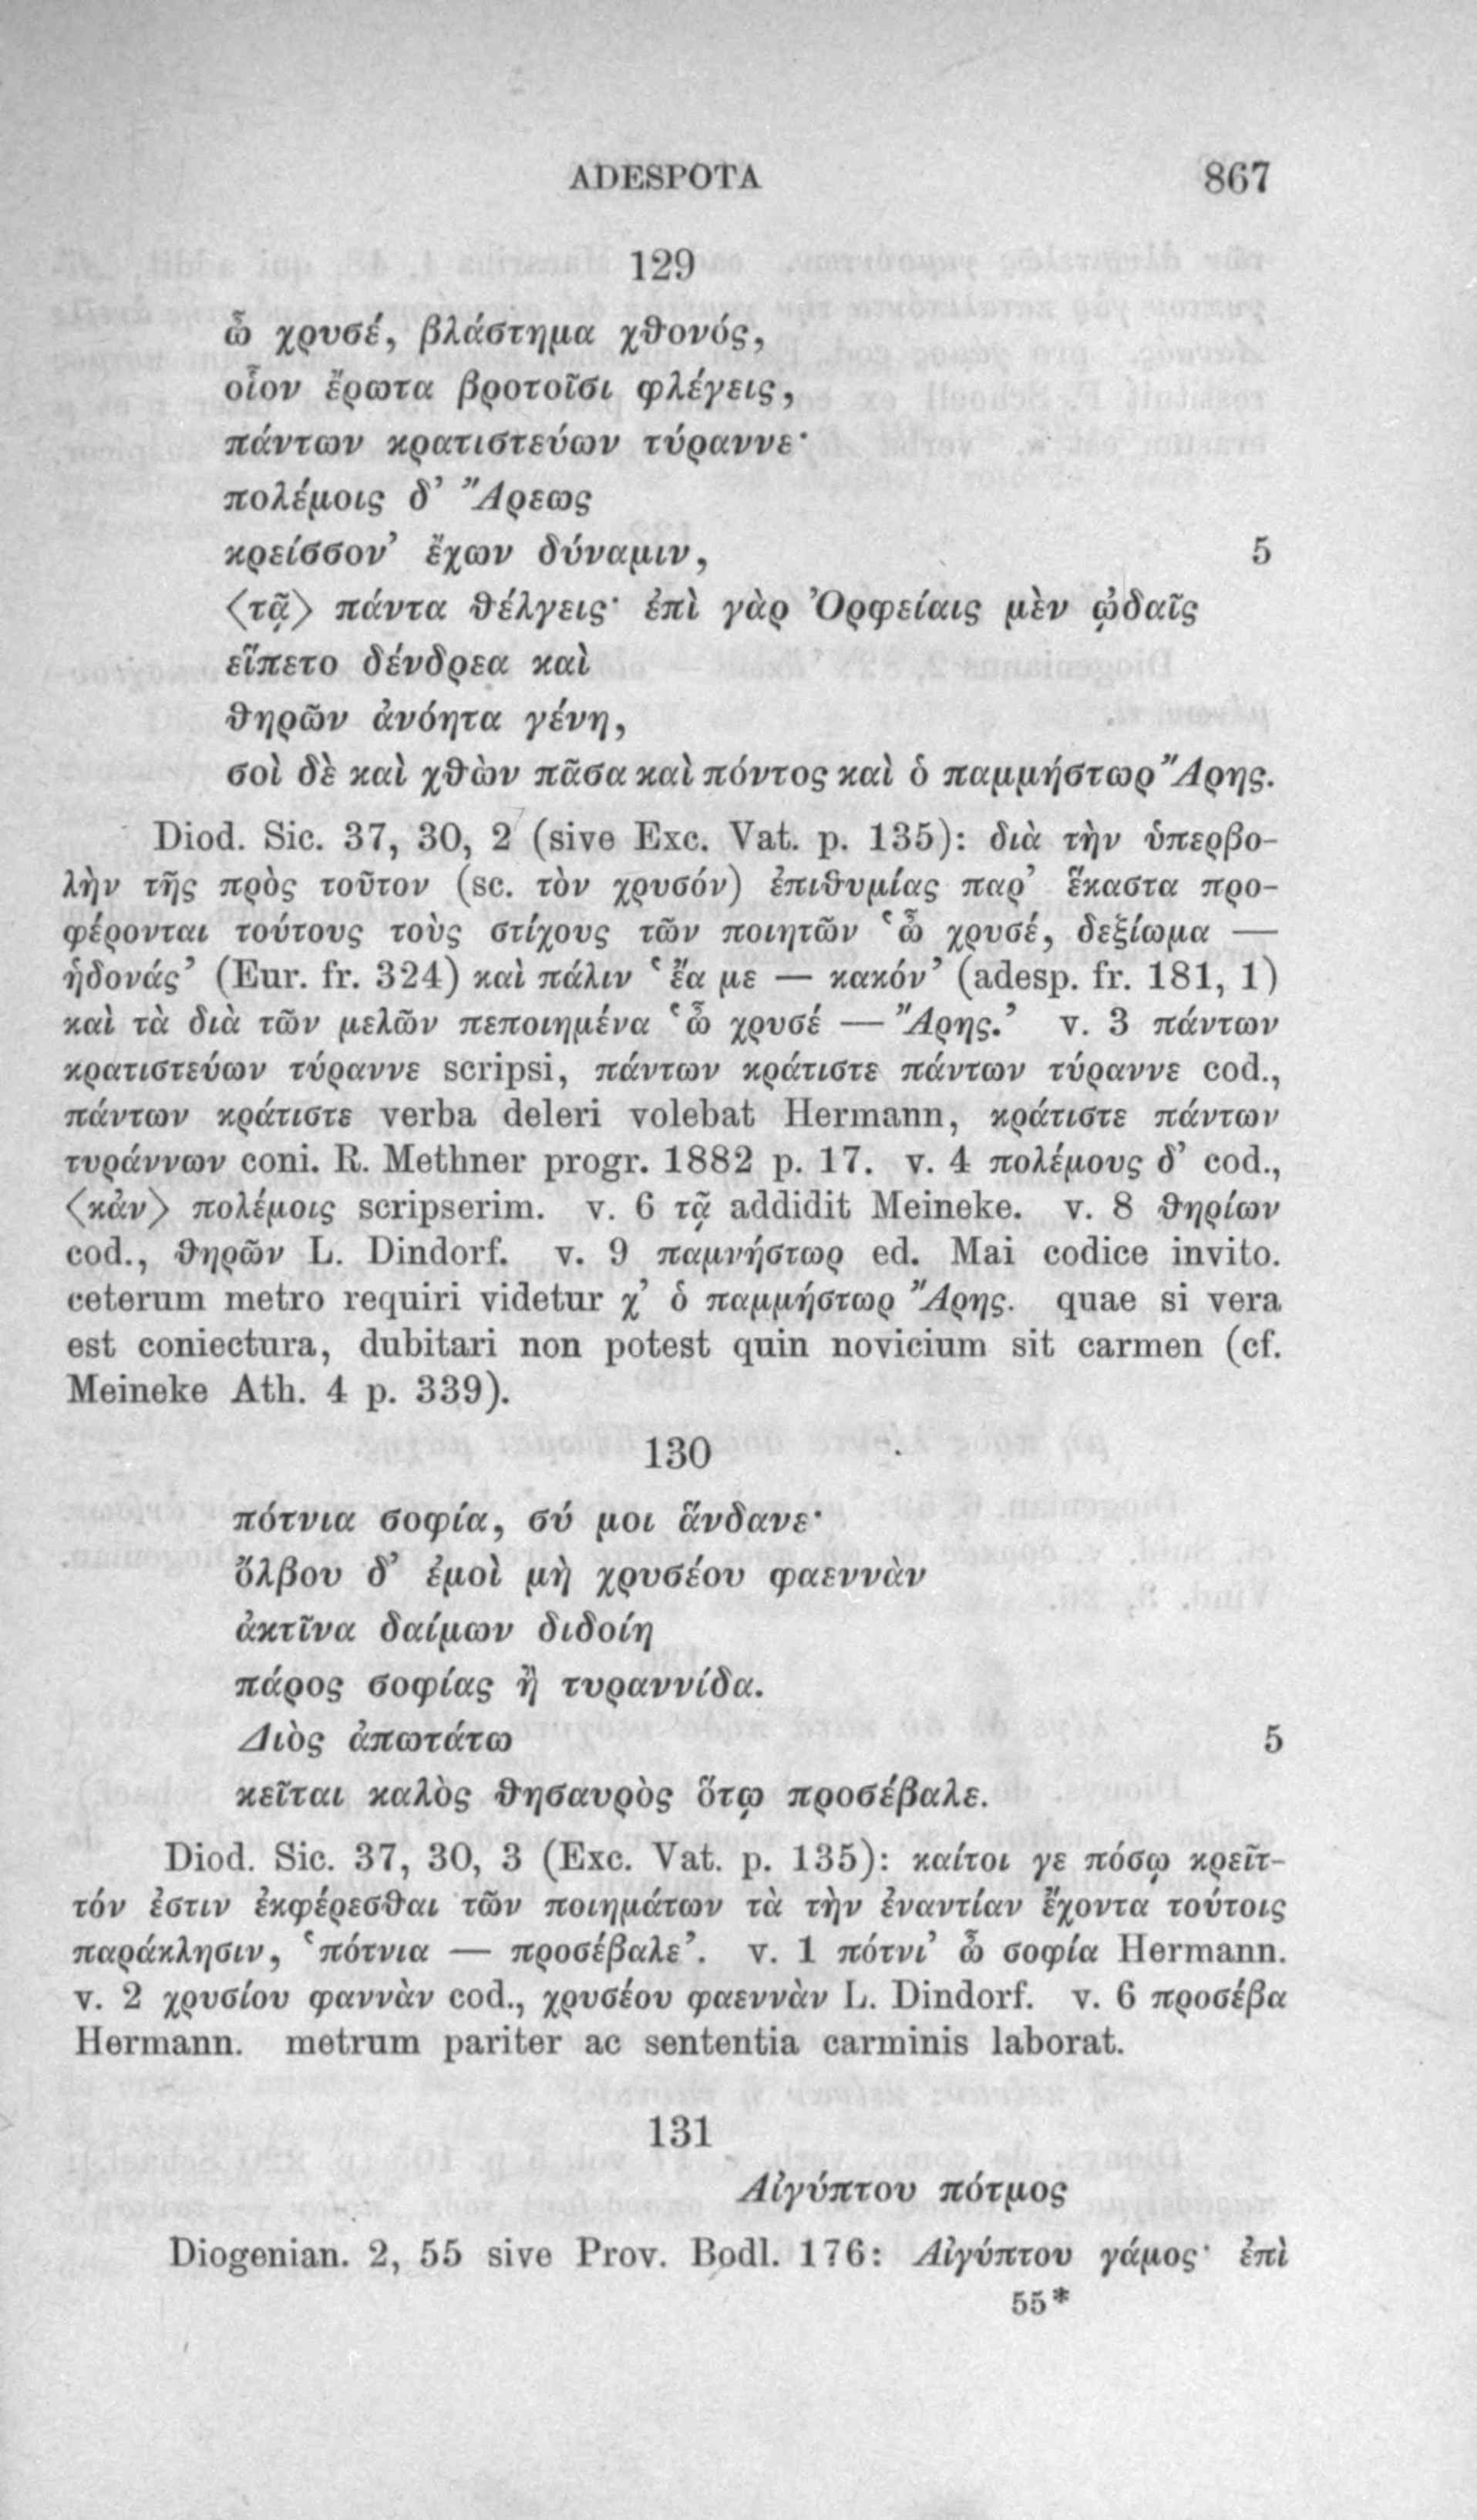 ADESPOTA 867
129
ὦ χρυσέ, βλάστημα χθονός,
οἷον ἔρωτα βροτοῖσι φλέγεις,
πάντων κρατιστεύων τύραννε·
πολέμοις δ’ Ἄρεως
κρείσσον’ ἔχων δύναμιν, 5
〈τᾷ〉 πάντα θέλγεις· ἐπὶ γὰρ Ὀρφείαις μὲν ᾠδαῖς
εἵπετο δένδρεα καὶ
θηρῶν ἀνόητα γένη,
σοὶ δὲ καὶ χθὼν πᾶσα καὶ πόντος καὶ ὁ παμμήστωρ Ἄρης.
Diod. Sic. 37, 30, 2 (sive Exc. Vat. p. 135): διὰ τὴν ὑπερβο-
λὴν τῆς πρὸς τοῦτον (sc. τὸν χρυσόν) ἐπιθυμίας παρ’ ἕκαστα προ-
φέρονται τούτους τοὺς στίχους τῶν ποιητῶν ‘ὦ χρυσέ, δεξίωμα —
ἡδονάς’ (Eur. fr. 324) καὶ πάλιν ‘ἔα με — κακόν’ (adesp. fr. 181, 1)
καὶ τὰ διὰ τῶν μελῶν πεποιημένα ‘ὦ χρυσέ — Ἄρης.’ v. 3 πάντων
κρατιστεύων τύραννε scripsi, πάντων κράτιστε πάντων τύραννε cod.,
πάντων κράτιστε verba deleri volebat Hermann, κράτιστε πάντων
τυράννων coni. R. Methner progr. 1882 p. 17. v. 4 πολέμους δ’ cod.,
〈κἀν〉 πολέμοις scripserim. v. 6 τᾷ addidit Meineke. v. 8 θηρίων
cod., θηρῶν L. Dindorf. v. 9 παμνήστωρ ed. Mai codice invito.
ceterum metro requiri videtur χ’ ὁ παμμήστωρ Ἄρης. quae si vera
est coniectura, dubitari non potest quin novicium sit carmen (cf.
Meineke Ath. 4 p. 339).
130
πότνια σοφία, σύ μοι ἅνδανε·
ὄλβου δ’ ἐμοὶ μὴ χρυσέου φαεννὰν
ἀκτῖνα δαίμων διδοίη
πάρος σοφίας ἢ τυραννίδα.
Διὸς ἀπωτάτω 5
κεῖται καλὸς θησαυρὸς ὅτῳ προσέβαλε.
Diod. Sic. 37, 30, 3 (Exc. Vat. p. 135): καίτοι γε πόσῳ κρεῖτ-
τόν ἐστιν ἐκφέρεσθαι τῶν ποιημάτων τὰ τὴν ἐναντίαν ἔχοντα τούτοις
παράκλησιν, ‘πότνια — προσέβαλε’. v. 1 πότνι’ ὦ σοφία Hermann.
v. 2 χρυσίου φαννὰν cod., χρυσέου φαεννὰν L. Dindorf. v. 6 προσέβα
Hermann. metrum pariter ac sententia carminis laborat.
131
Αἰγύπτου πότμος
Diogenian. 2, 55 sive Prov. Bodl. 176: Αἰγύπτου γάμος· ἐπὶ
55*